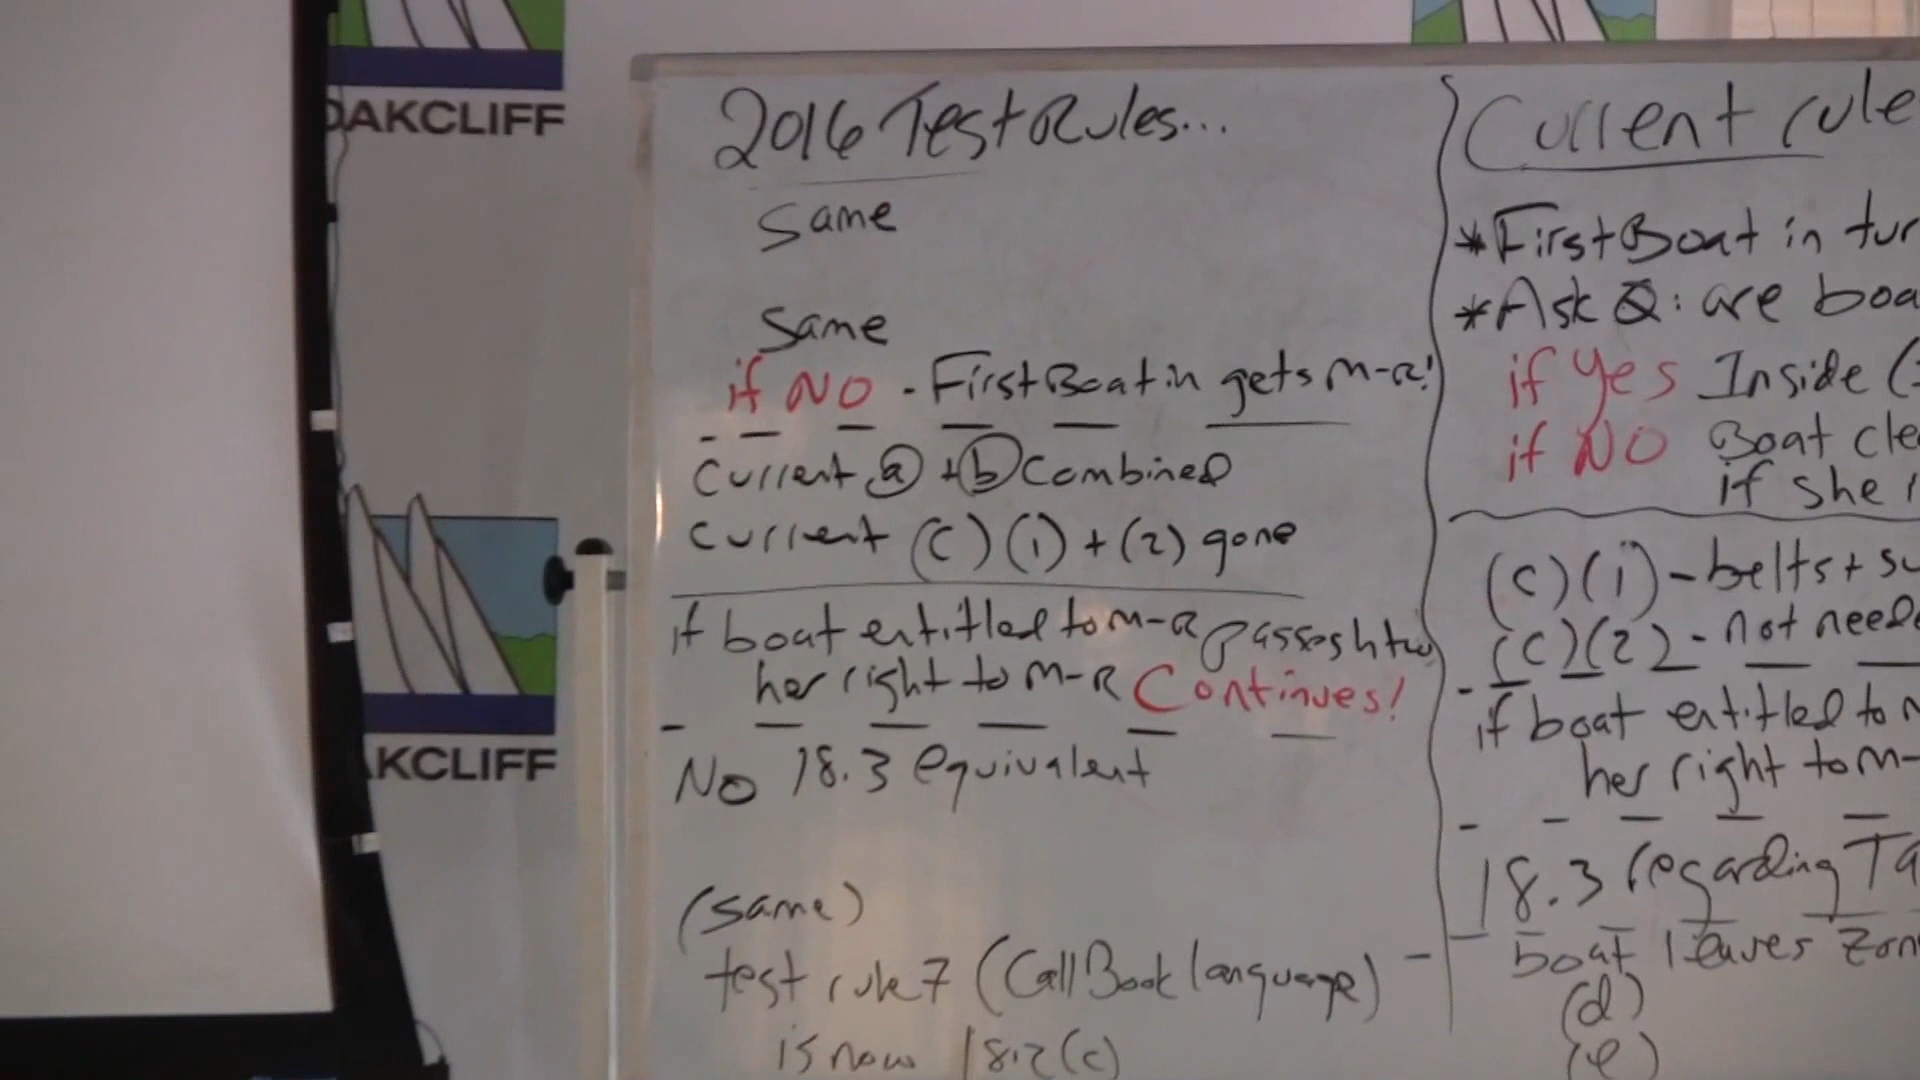 OAKCLIFF
AKCLIFF
2016 Test Rules...
Same
Same
if NO - First Boat in gets M-R!
Current (a) + (b) Combined
Current (c)(1) + (2) gone
if boat entitled to M-R passes htw
her right to M-R Continues!
No 18.3 equivalent
(same)
test rule 7 (Call Book language)
is now 18.2(c)
Current rule
* First Boat in tur
* Ask Q: are boa
if yes Inside (
if NO Boat cle
if she
(c)(1) - belts + su
(c)(2) - not neede
if boat entitled to M
her right to M-
18.3 regarding Ta
boat leaves zon
(d)
(e)